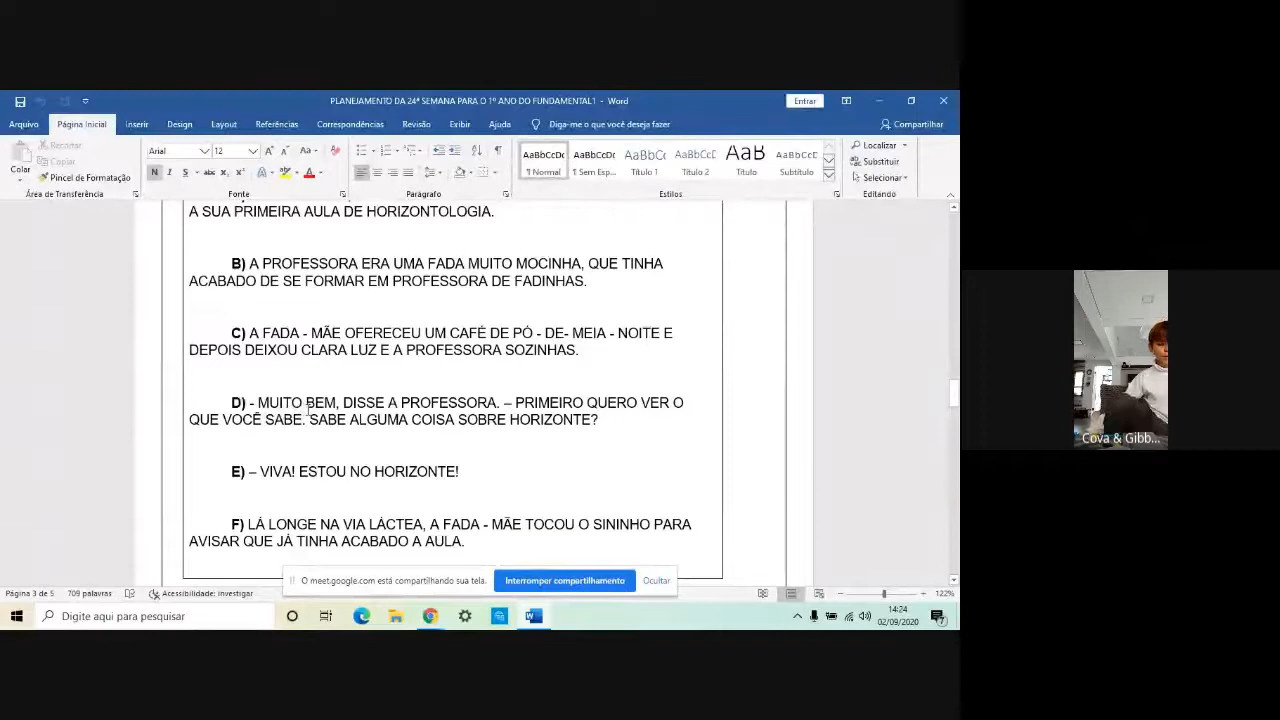 PLANEJAMENTO DA 24ª SEMANA PARA O 1º ANO DO FUNDAMENTAL1 - Word
Entrar
Arquivo Página Inicial Inserir Design Layout Referências Correspondências Revisão Exibir Ajuda Diga-me o que você deseja fazer Compartilhar
Recortar
Copiar
Pincel de Formatação
Colar
Área de Transferência
Arial 12
N I S
Fonte
Parágrafo
AaBbCcDc AaBbCcDc AaBbCcD AaBbCcD AaB AaBbCcD
¶ Normal ¶ Sem Esp... Título 1 Título 2 Título Subtítulo
Estilos
Localizar
Substituir
Selecionar
Editando
A SUA PRIMEIRA AULA DE HORIZONTOLOGIA.
B) A PROFESSORA ERA UMA FADA MUITO MOCINHA, QUE TINHA
ACABADO DE SE FORMAR EM PROFESSORA DE FADINHAS.
C) A FADA - MÃE OFERECEU UM CAFÉ DE PÓ - DE- MEIA - NOITE E
DEPOIS DEIXOU CLARA LUZ E A PROFESSORA SOZINHAS.
D) - MUITO BEM, DISSE A PROFESSORA. – PRIMEIRO QUERO VER O
QUE VOCÊ SABE. SABE ALGUMA COISA SOBRE HORIZONTE?
E) – VIVA! ESTOU NO HORIZONTE!
F) LÁ LONGE NA VIA LÁCTEA, A FADA - MÃE TOCOU O SININHO PARA
AVISAR QUE JÁ TINHA ACABADO A AULA.
O meet.google.com está compartilhando sua tela. Interromper compartilhamento Ocultar
Página 3 de 5 709 palavras Acessibilidade: investigar 122%
Digite aqui para pesquisar
14:24
02/09/2020
Cova & Gibb...